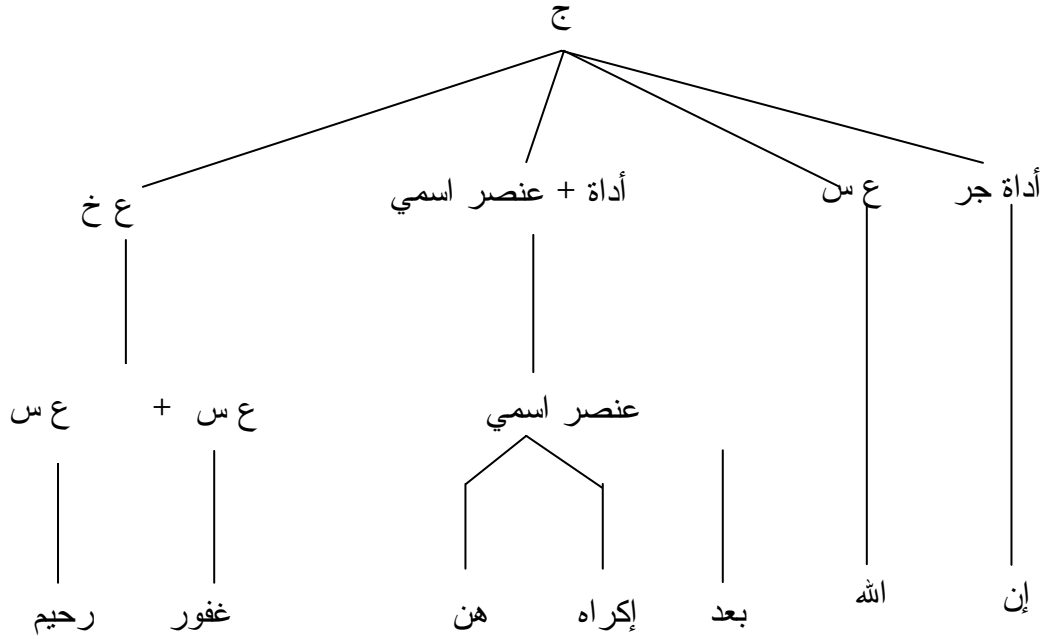 ج
أداة جر ع س أداة + عنصر اسمي ع خ
عنصر اسمي ع س + ع س
إن الله بعد إكراه هن غفور رحيم